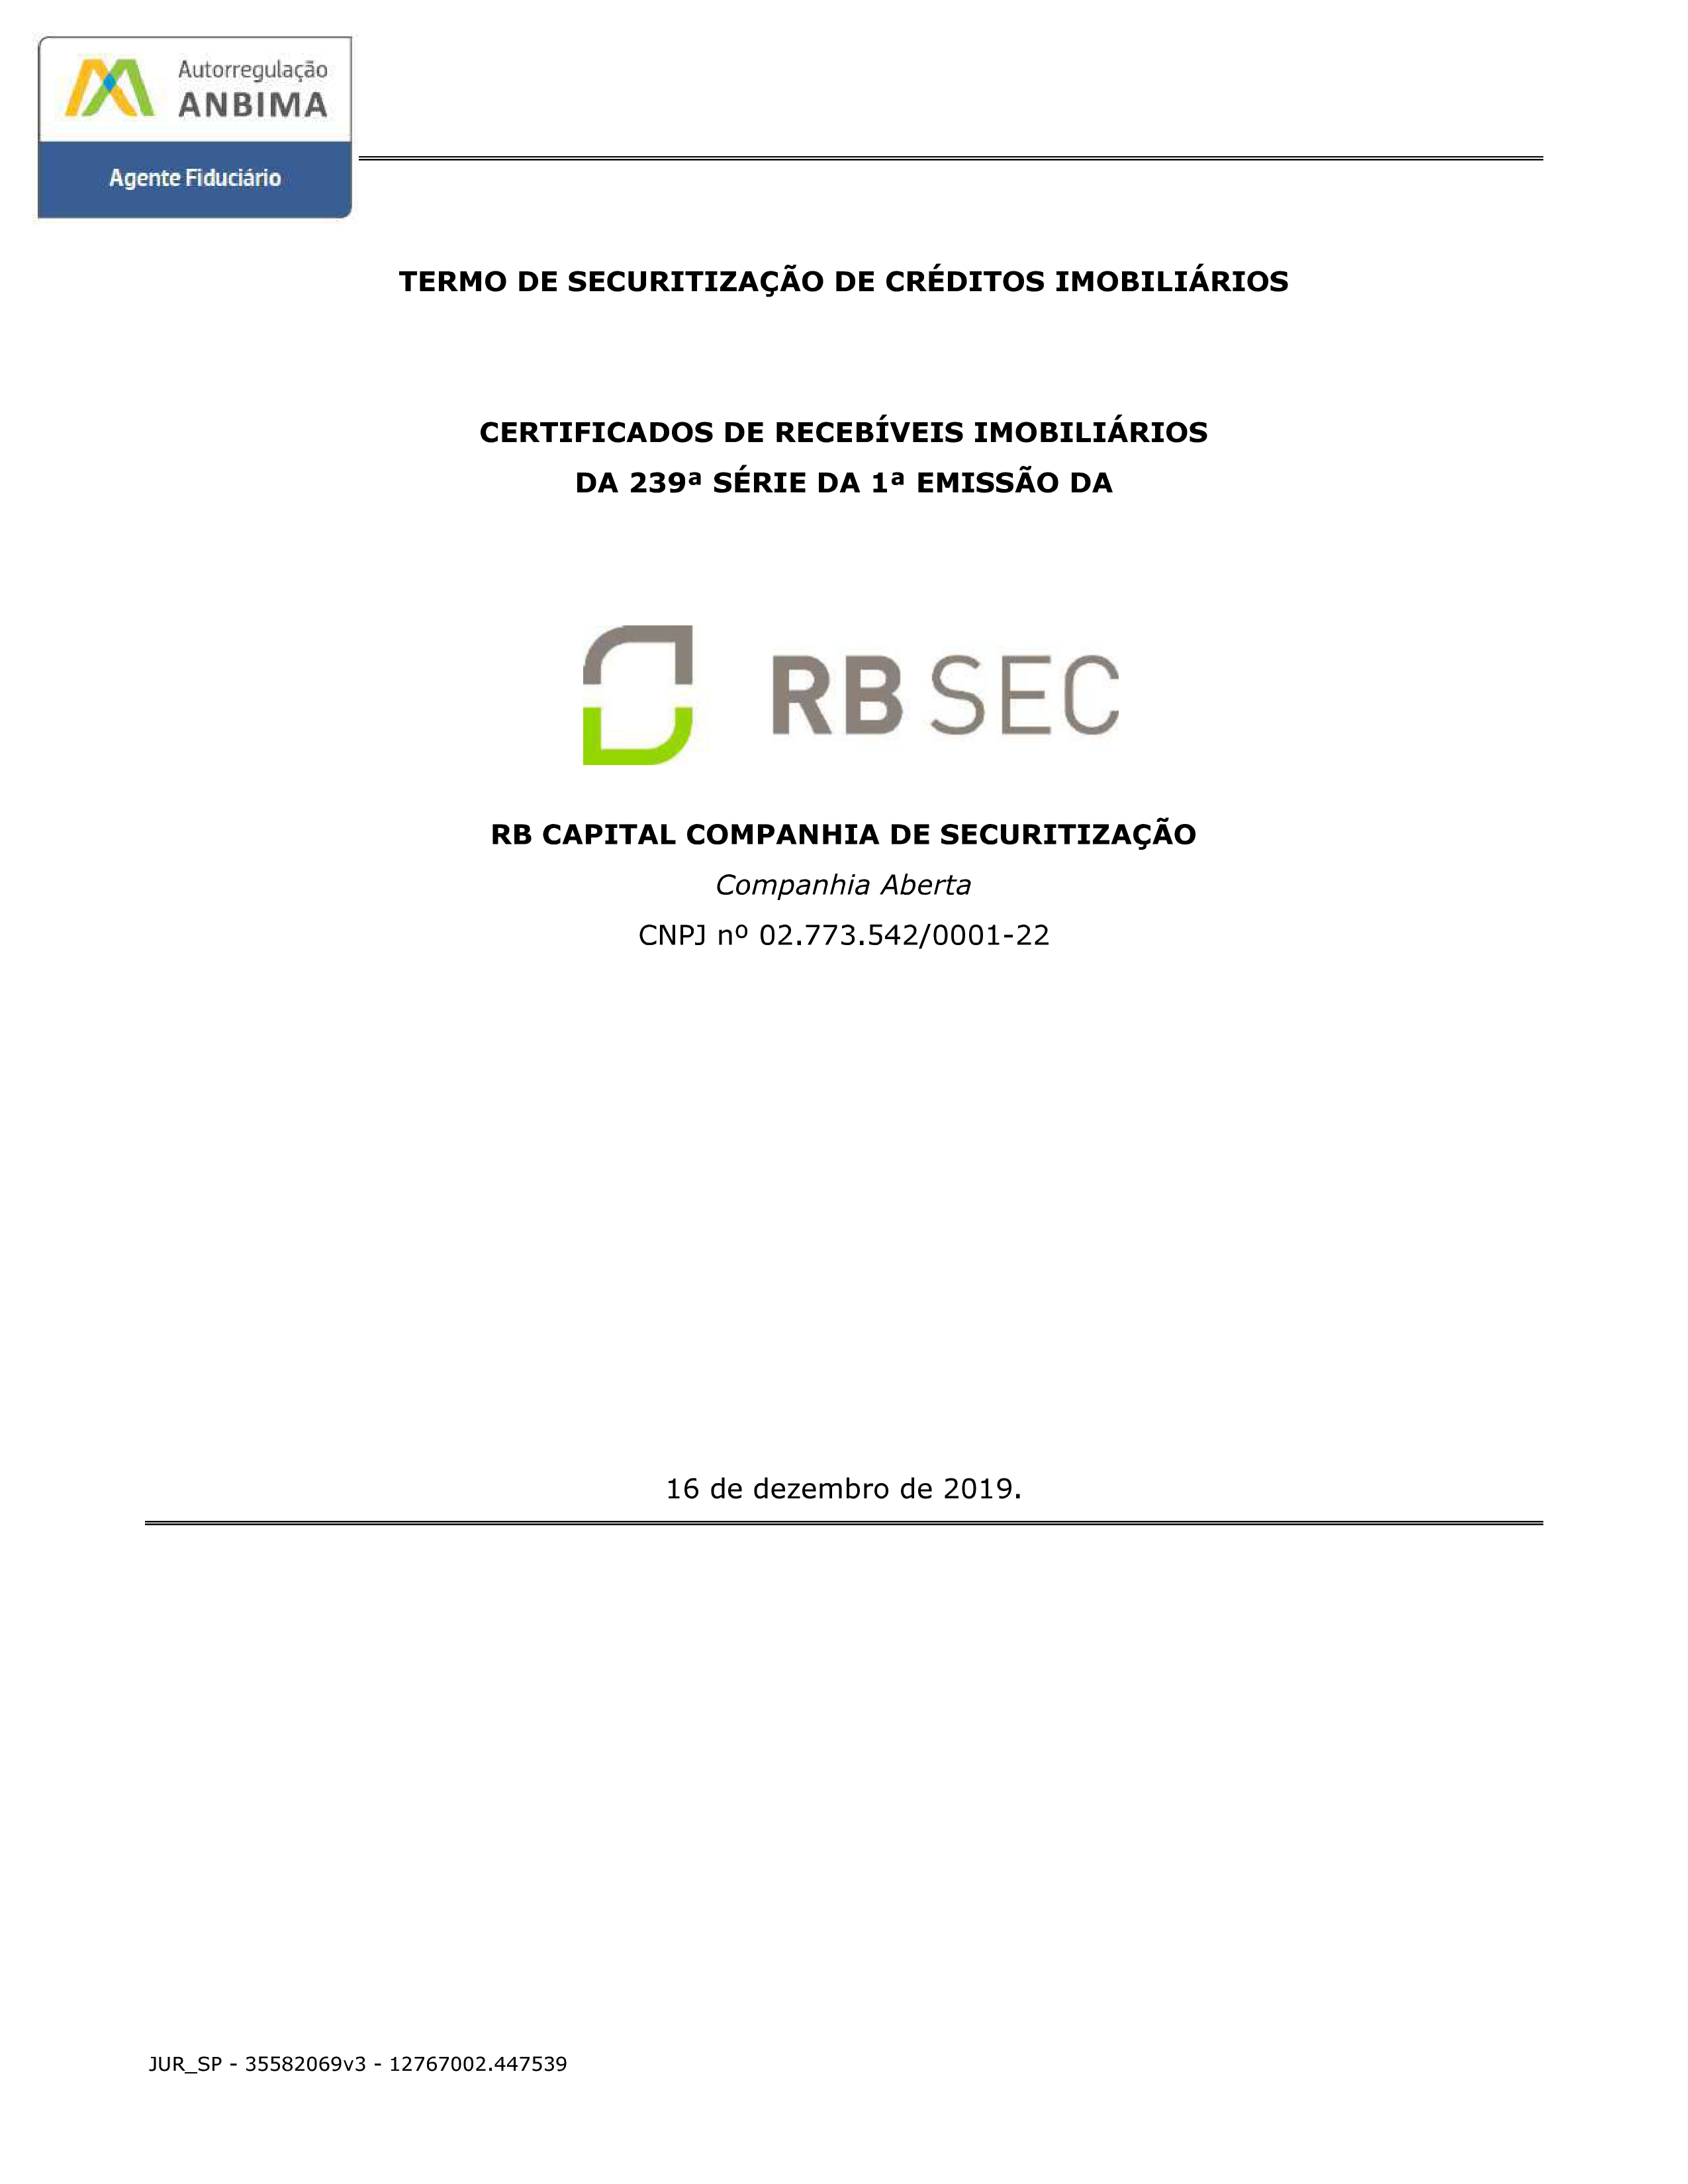 Autorregulação
ANBIMA
Agente Fiduciário
TERMO DE SECURITIZAÇÃO DE CRÉDITOS IMOBILIÁRIOS
CERTIFICADOS DE RECEBÍVEIS IMOBILIÁRIOS
DA 239ª SÉRIE DA 1ª EMISSÃO DA
RB SEC
RB CAPITAL COMPANHIA DE SECURITIZAÇÃO
Companhia Aberta
CNPJ nº 02.773.542/0001-22
16 de dezembro de 2019.
JUR_SP - 35582069v3 - 12767002.447539